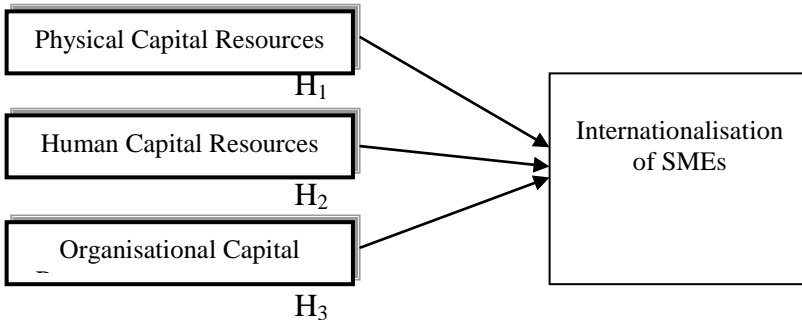 Physical Capital Resources
H₁
Human Capital Resources
H₂
Internationalisation
of SMEs
Organisational Capital
H₃